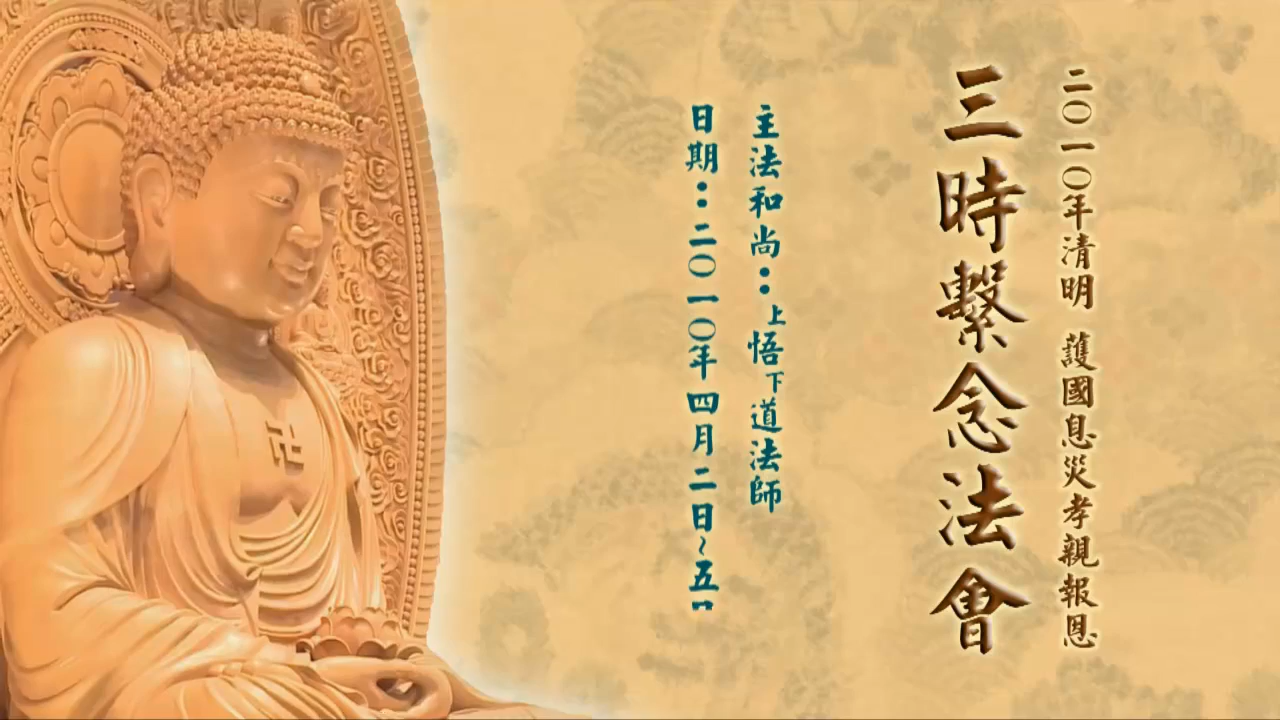 二〇一〇年清明 護國息災孝親報恩
三時繫念法會
主法和尚：上悟下道法師
日期：二〇一〇年四月二日~五日
卍